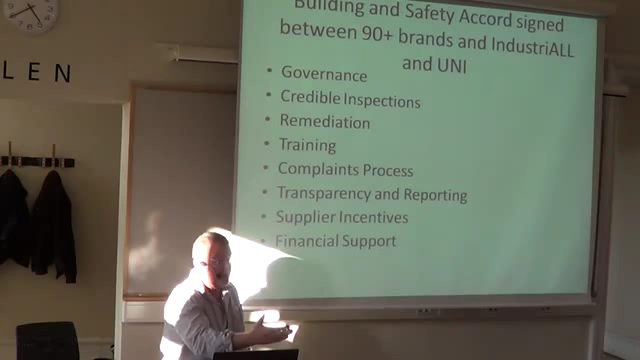 Building and Safety Accord signed
between 90+ brands and IndustriALL
and UNI
• Governance
• Credible Inspections
• Remediation
• Training
• Complaints Process
• Transparency and Reporting
• Supplier Incentives
• Financial Support
LEN